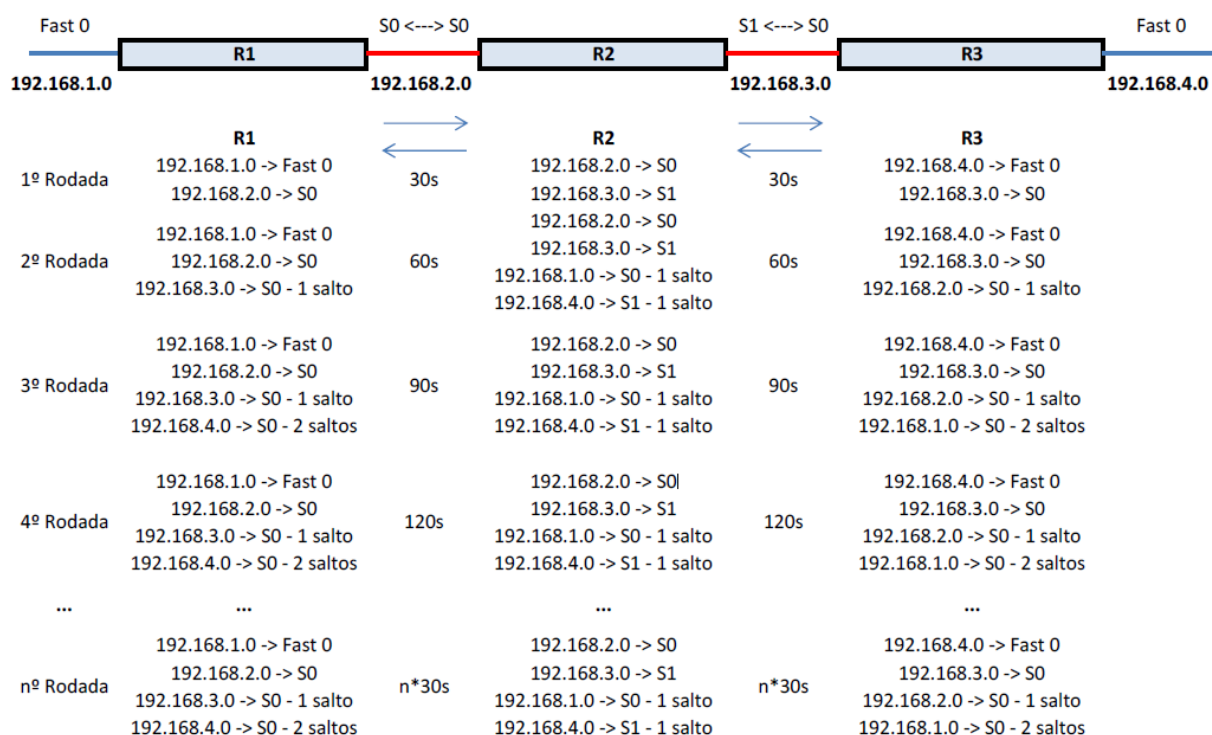 Fast 0 S0 <---> S0 S1 <---> S0 Fast 0
R1 R2 R3
192.168.1.0 192.168.2.0 192.168.3.0 192.168.4.0
R1 R2 R3
192.168.1.0 -> Fast 0 192.168.2.0 -> S0 192.168.4.0 -> Fast 0
1º Rodada 30s 30s
192.168.2.0 -> S0 192.168.3.0 -> S1 192.168.3.0 -> S0
192.168.2.0 -> S0
192.168.1.0 -> Fast 0 192.168.3.0 -> S1 192.168.4.0 -> Fast 0
2º Rodada 192.168.2.0 -> S0 60s 60s 192.168.3.0 -> S0
192.168.3.0 -> S0 - 1 salto 192.168.1.0 -> S0 - 1 salto 192.168.2.0 -> S0 - 1 salto
192.168.4.0 -> S1 - 1 salto
192.168.1.0 -> Fast 0 192.168.2.0 -> S0 192.168.4.0 -> Fast 0
192.168.2.0 -> S0 192.168.3.0 -> S1 192.168.3.0 -> S0
3º Rodada 90s 90s
192.168.3.0 -> S0 - 1 salto 192.168.1.0 -> S0 - 1 salto 192.168.2.0 -> S0 - 1 salto
192.168.4.0 -> S0 - 2 saltos 192.168.4.0 -> S1 - 1 salto 192.168.1.0 -> S0 - 2 saltos
192.168.1.0 -> Fast 0 192.168.2.0 -> S0 192.168.4.0 -> Fast 0
192.168.2.0 -> S0 192.168.3.0 -> S1 192.168.3.0 -> S0
4º Rodada 120s 120s
192.168.3.0 -> S0 - 1 salto 192.168.1.0 -> S0 - 1 salto 192.168.2.0 -> S0 - 1 salto
192.168.4.0 -> S0 - 2 saltos 192.168.4.0 -> S1 - 1 salto 192.168.1.0 -> S0 - 2 saltos
... ... ... ...
192.168.1.0 -> Fast 0 192.168.2.0 -> S0 192.168.4.0 -> Fast 0
192.168.2.0 -> S0 192.168.3.0 -> S1 192.168.3.0 -> S0
nº Rodada n*30s n*30s
192.168.3.0 -> S0 - 1 salto 192.168.1.0 -> S0 - 1 salto 192.168.2.0 -> S0 - 1 salto
192.168.4.0 -> S0 - 2 saltos 192.168.4.0 -> S1 - 1 salto 192.168.1.0 -> S0 - 2 saltos